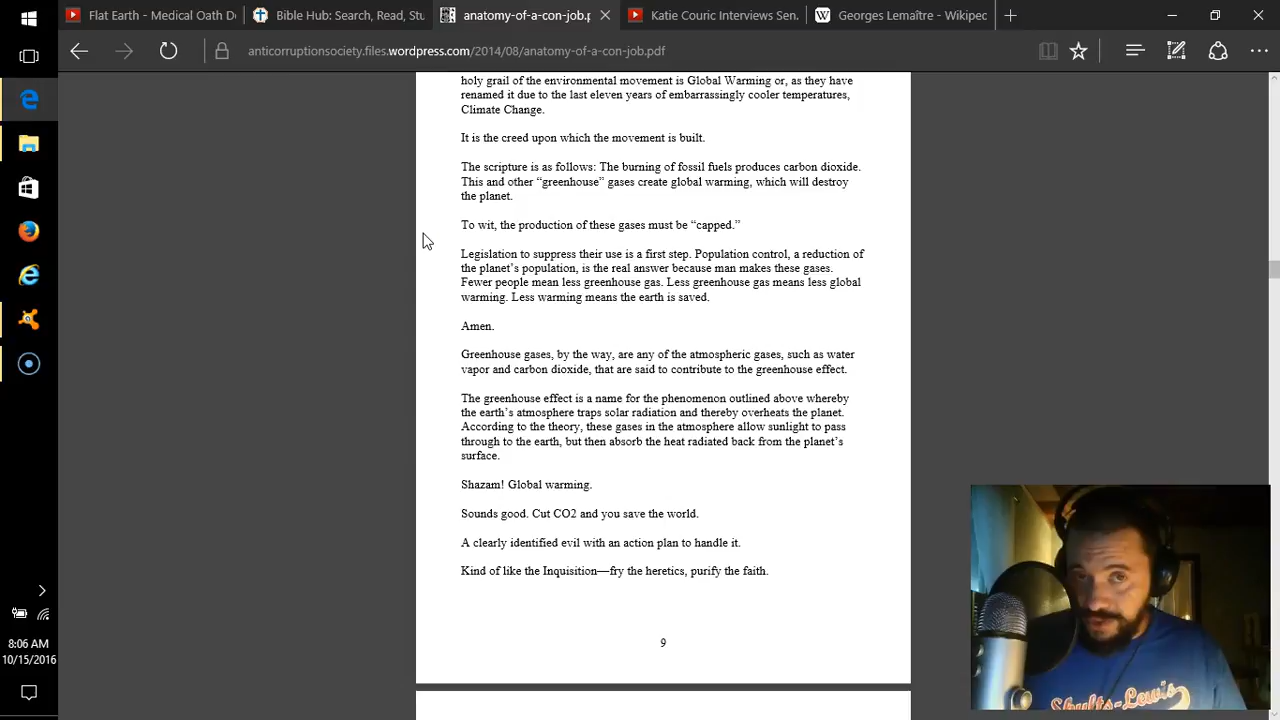 Flat Earth - Medical Oath D
Bible Hub: Search, Read, Stu
anatomy-of-a-con-job.p
Katie Couric Interviews Sen.
Georges Lemaître - Wikipec
anticorruptionsociety.files.wordpress.com/2014/08/anatomy-of-a-con-job.pdf
holy grail of the environmental movement is Global Warming or, as they have
renamed it due to the last eleven years of embarrassingly cooler temperatures,
Climate Change.
It is the creed upon which the movement is built.
The scripture is as follows: The burning of fossil fuels produces carbon dioxide.
This and other “greenhouse” gases create global warming, which will destroy
the planet.
To wit, the production of these gases must be “capped.”
Legislation to suppress their use is a first step. Population control, a reduction of
the planet’s population, is the real answer because man makes these gases.
Fewer people mean less greenhouse gas. Less greenhouse gas means less global
warming. Less warming means the earth is saved.
Amen.
Greenhouse gases, by the way, are any of the atmospheric gases, such as water
vapor and carbon dioxide, that are said to contribute to the greenhouse effect.
The greenhouse effect is a name for the phenomenon outlined above whereby
the earth’s atmosphere traps solar radiation and thereby overheats the planet.
According to the theory, these gases in the atmosphere allow sunlight to pass
through to the earth, but then absorb the heat radiated back from the planet’s
surface.
Shazam! Global warming.
Sounds good. Cut CO2 and you save the world.
A clearly identified evil with an action plan to handle it.
Kind of like the Inquisition—fry the heretics, purify the faith.
9
8:06 AM
10/15/2016
Shults-Lewis